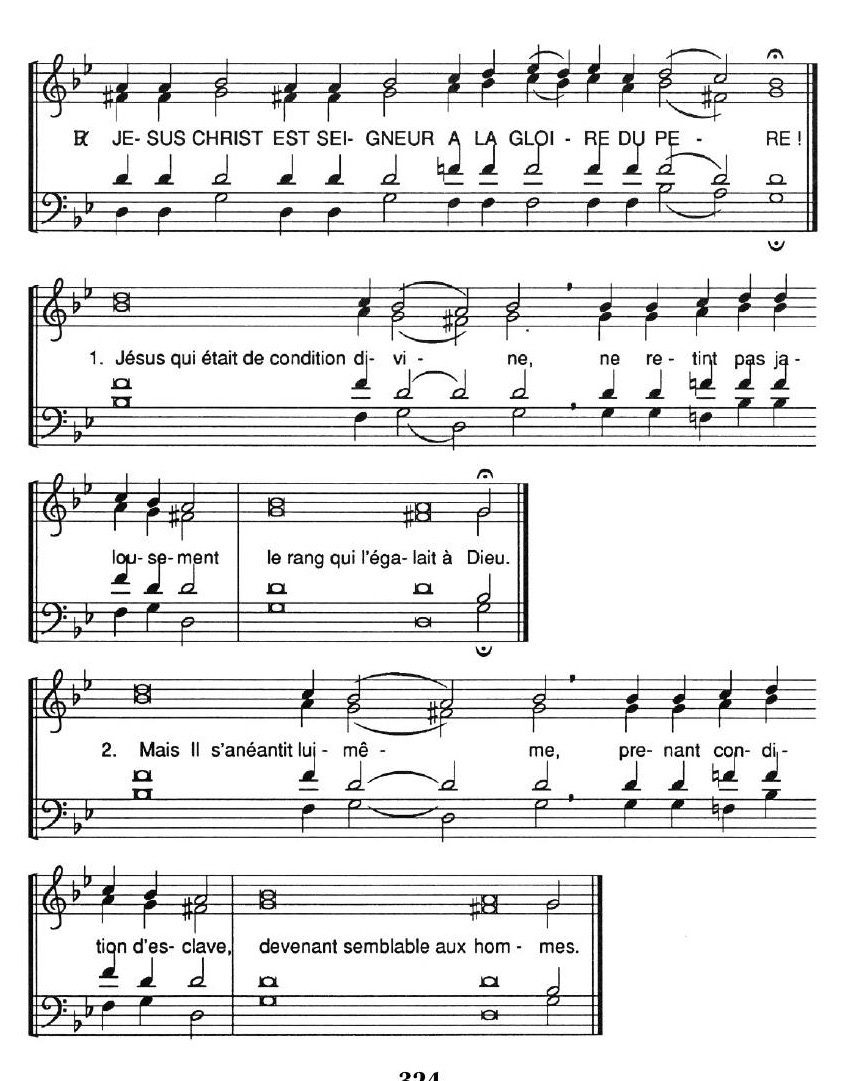 ℟ JE- SUS CHRIST EST SEI- GNEUR A LA GLOI - RE DU PE - RE !
1. Jésus qui était de condition di- vi - ne, ne re - tint pas ja -
lou- se- ment le rang qui l'éga- lait à Dieu.
2. Mais Il s'anéantit lui - mê - me, pre- nant con- di -
tion d'es- clave, devenant semblable aux hom - mes.
324